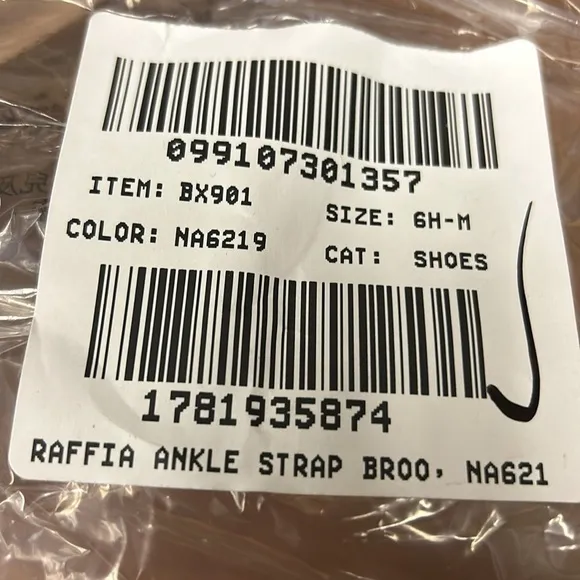 099107301357
ITEM: BX901
SIZE: 6H-M
COLOR: NA6219
CAT: SHOES
1781935874
RAFFIA ANKLE STRAP BROO, NA621